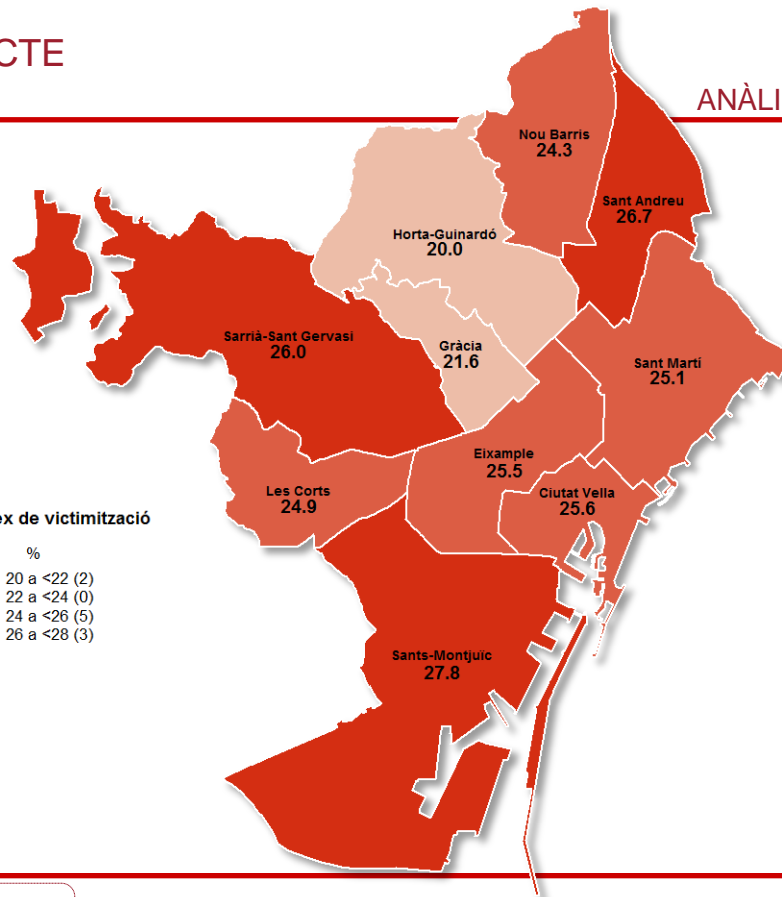 CTE
ANÀLI
Nou Barris
24.3
Sant Andreu
26.7
Horta-Guinardó
20.0
Sarrià-Sant Gervasi
26.0
Gràcia
21.6
Sant Martí
25.1
Eixample
25.5
Les Corts
24.9
Ciutat Vella
25.6
ex de victimització
%
20 a <22 (2)
22 a <24 (0)
24 a <26 (5)
26 a <28 (3)
Sants-Montjuïc
27.8